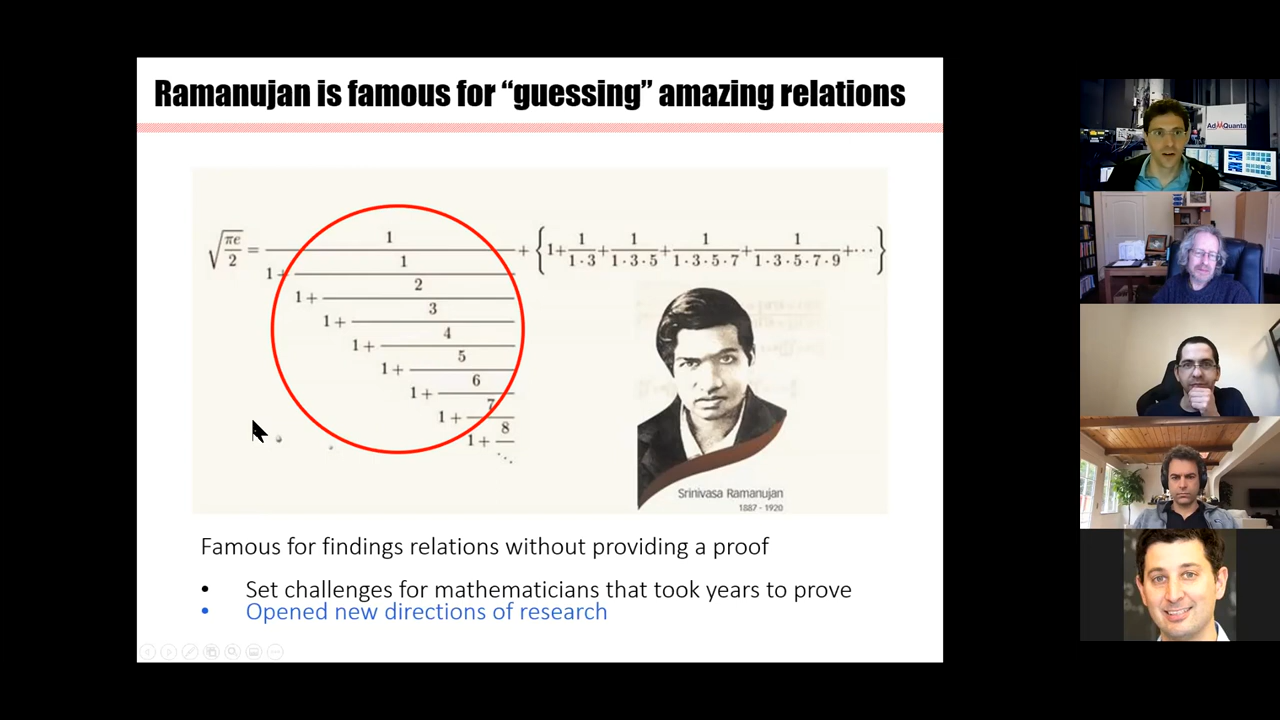 Ramanujan is famous for “guessing” amazing relations
√(πe/2) = 1/(1+1/(1+2/(1+3/(1+4/(1+5/(1+6/(1+7/(1+8/⋱)))))))) + {1+1/(1·3)+1/(1·3·5)+1/(1·3·5·7)+1/(1·3·5·7·9)+⋯}
Srinivasa Ramanujan
1887 - 1920
Famous for findings relations without providing a proof
• Set challenges for mathematicians that took years to prove
• Opened new directions of research
AdMQuanta